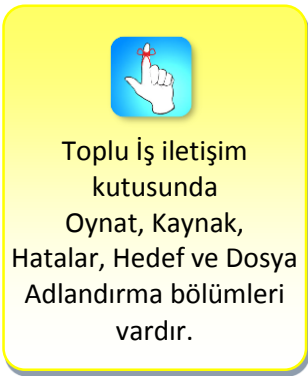 Toplu İş iletişim
kutusunda
Oynat, Kaynak,
Hatalar, Hedef ve Dosya
Adlandırma bölümleri
vardır.